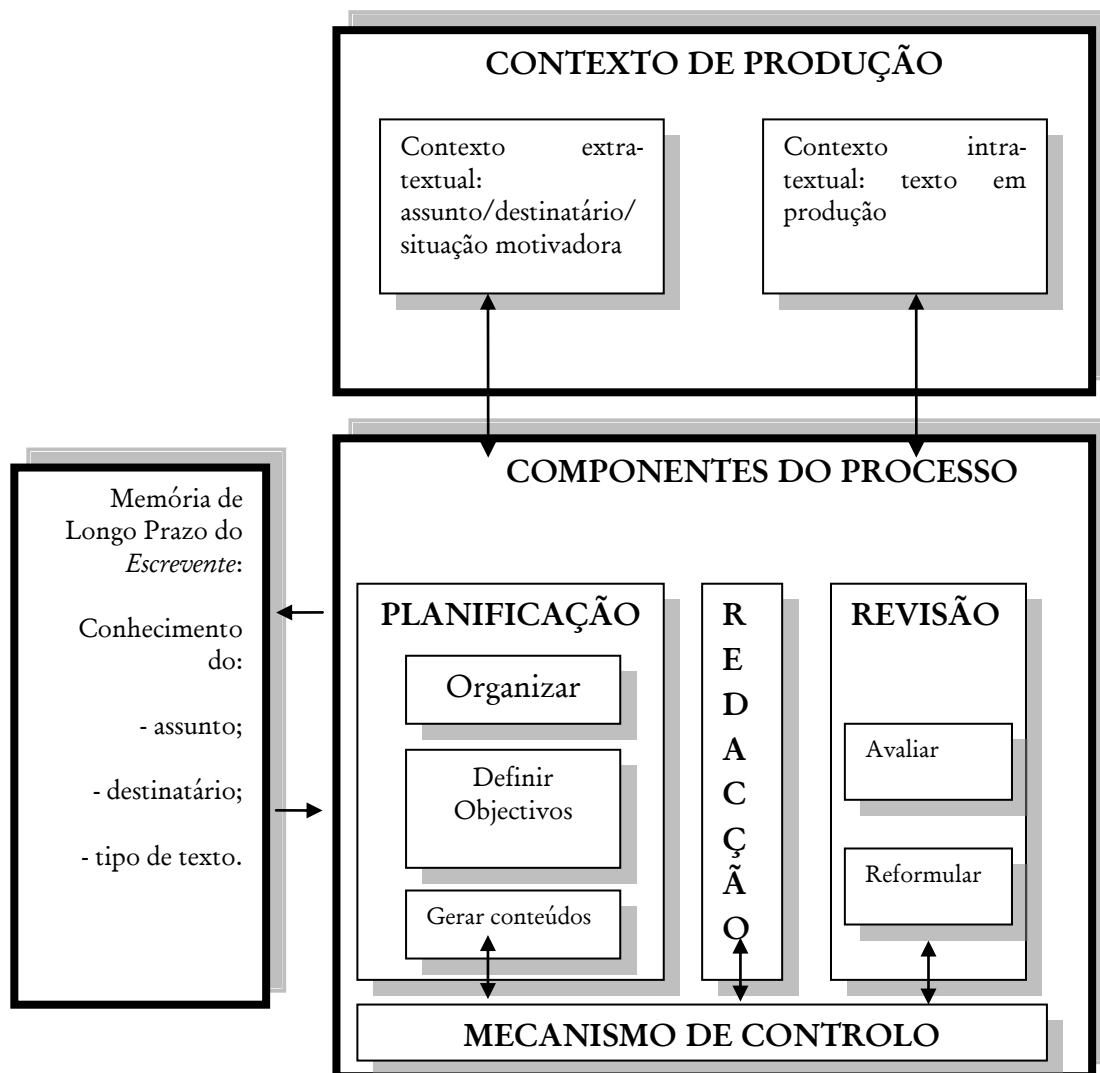 CONTEXTO DE PRODUÇÃO
Contexto extra-
textual:
assunto/destinatário/
situação motivadora
Contexto intra-
textual: texto em
produção
Memória de
Longo Prazo do
Escrevente:
Conhecimento
do:
- assunto;
- destinatário;
- tipo de texto.
COMPONENTES DO PROCESSO
PLANIFICAÇÃO
Organizar
Definir
Objectivos
Gerar conteúdos
R
E
D
A
C
Ç
Ã
O
REVISÃO
Avaliar
Reformular
MECANISMO DE CONTROLO